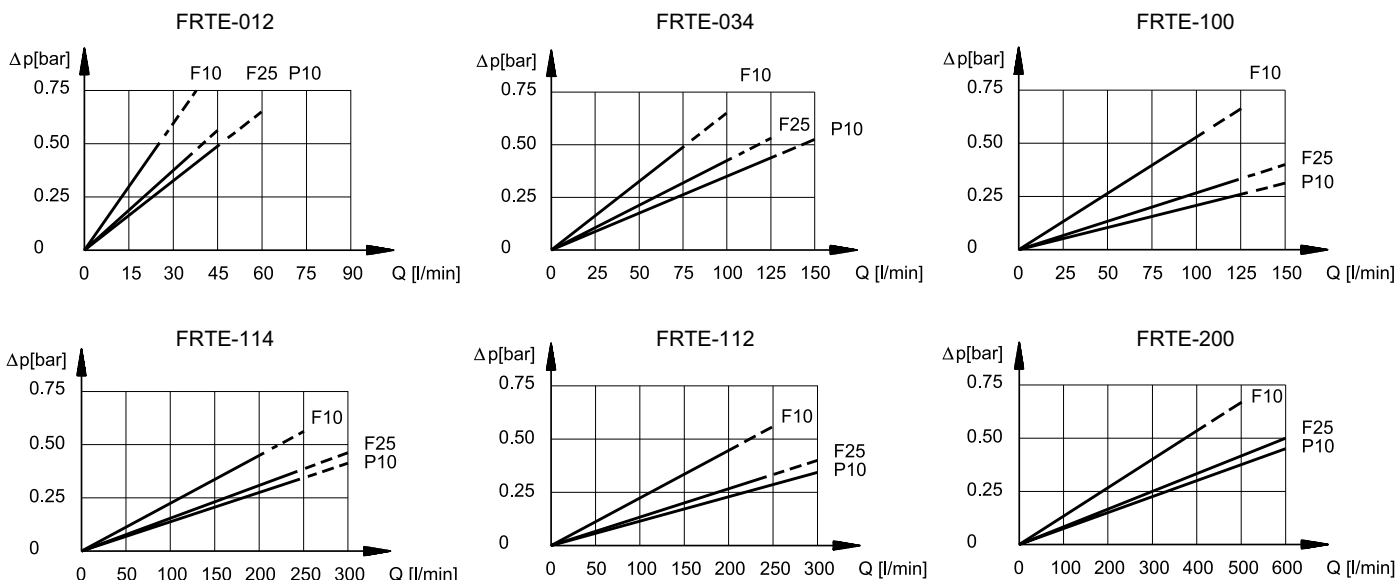 FRTE-012
Δp[bar]
F10 F25 P10
0.75
0.50
0.25
0
0 15 30 45 60 75 90 Q [l/min]
FRTE-034
Δp[bar]
F10
0.75
0.50
F25
P10
0.25
0
0 25 50 75 100 125 150 Q [l/min]
FRTE-100
Δp[bar]
F10
0.75
0.50
F25
P10
0.25
0
0 25 50 75 100 125 150 Q [l/min]
FRTE-114
Δp[bar]
0.75
F10
0.50
F25
P10
0.25
0
0 50 100 150 200 250 300 Q [l/min]
FRTE-112
Δp[bar]
0.75
F10
0.50
F25
P10
0.25
0
0 50 100 150 200 250 300 Q [l/min]
FRTE-200
Δp[bar]
0.75
F10
0.50
F25
P10
0.25
0
0 100 200 300 400 500 600 Q [l/min]